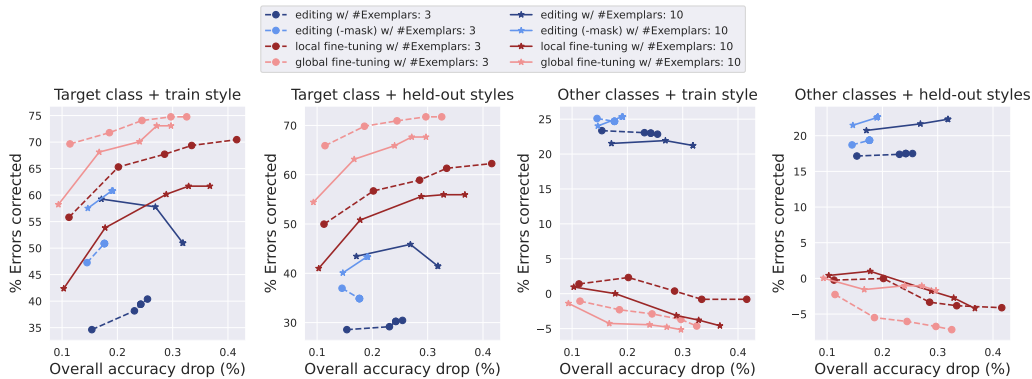 editing w/ #Exemplars: 3
editing (-mask) w/ #Exemplars: 3
local fine-tuning w/ #Exemplars: 3
global fine-tuning w/ #Exemplars: 3
editing w/ #Exemplars: 10
editing (-mask) w/ #Exemplars: 10
local fine-tuning w/ #Exemplars: 10
global fine-tuning w/ #Exemplars: 10
Target class + train style
% Errors corrected
75
70
65
60
55
50
45
40
35
0.1 0.2 0.3 0.4
Overall accuracy drop (%)
Target class + held-out styles
% Errors corrected
70
60
50
40
30
0.1 0.2 0.3 0.4
Overall accuracy drop (%)
Other classes + train style
% Errors corrected
25
20
15
10
5
0
−5
0.1 0.2 0.3 0.4
Overall accuracy drop (%)
Other classes + held-out styles
% Errors corrected
20
15
10
5
0
−5
0.1 0.2 0.3 0.4
Overall accuracy drop (%)